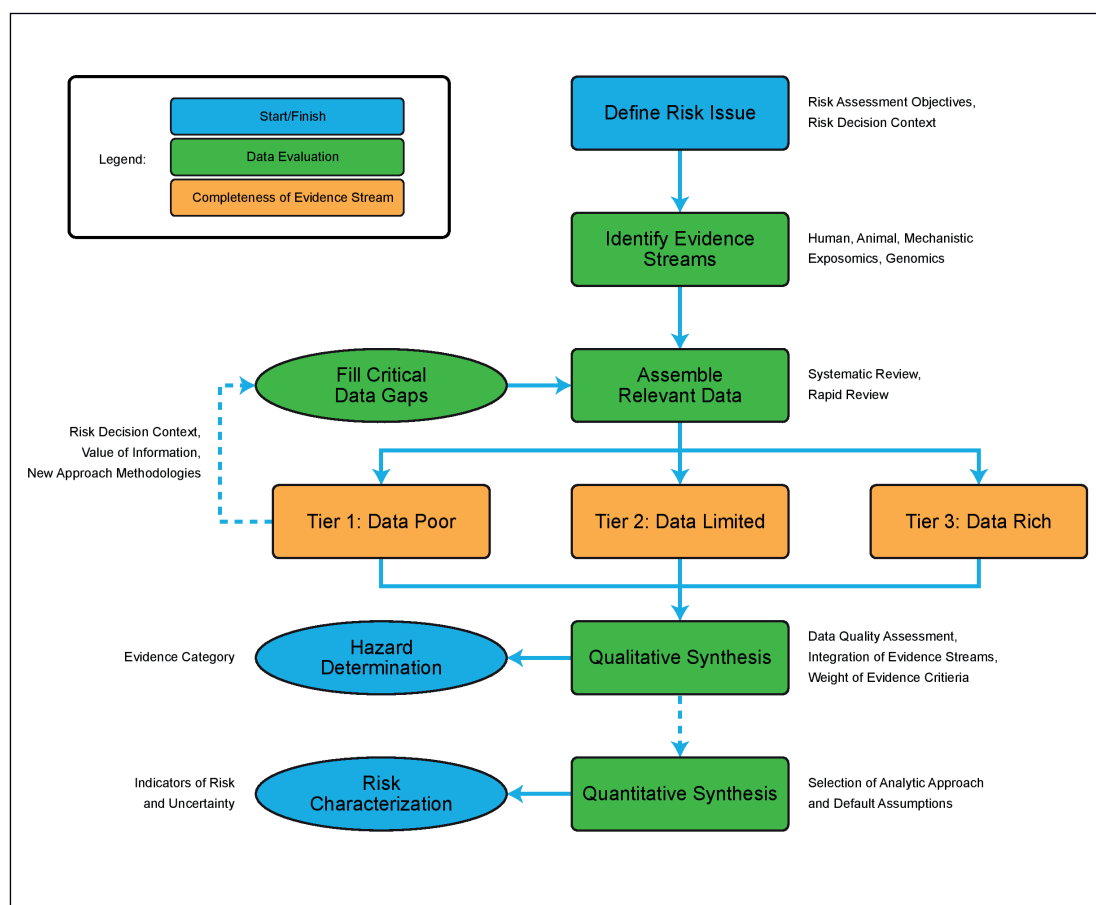 Legend:
Start/Finish
Data Evaluation
Completeness of Evidence Stream
Define Risk Issue
Risk Assessment Objectives,
Risk Decision Context
Identify Evidence
Streams
Human, Animal, Mechanistic
Exposomics, Genomics
Fill Critical
Data Gaps
Assemble
Relevant Data
Systematic Review,
Rapid Review
Risk Decision Context,
Value of Information,
New Approach Methodologies
Tier 1: Data Poor
Tier 2: Data Limited
Tier 3: Data Rich
Evidence Category
Hazard
Determination
Qualitative Synthesis
Data Quality Assessment,
Integration of Evidence Streams,
Weight of Evidence Critieria
Indicators of Risk
and Uncertainty
Risk
Characterization
Quantitative Synthesis
Selection of Analytic Approach
and Default Assumptions